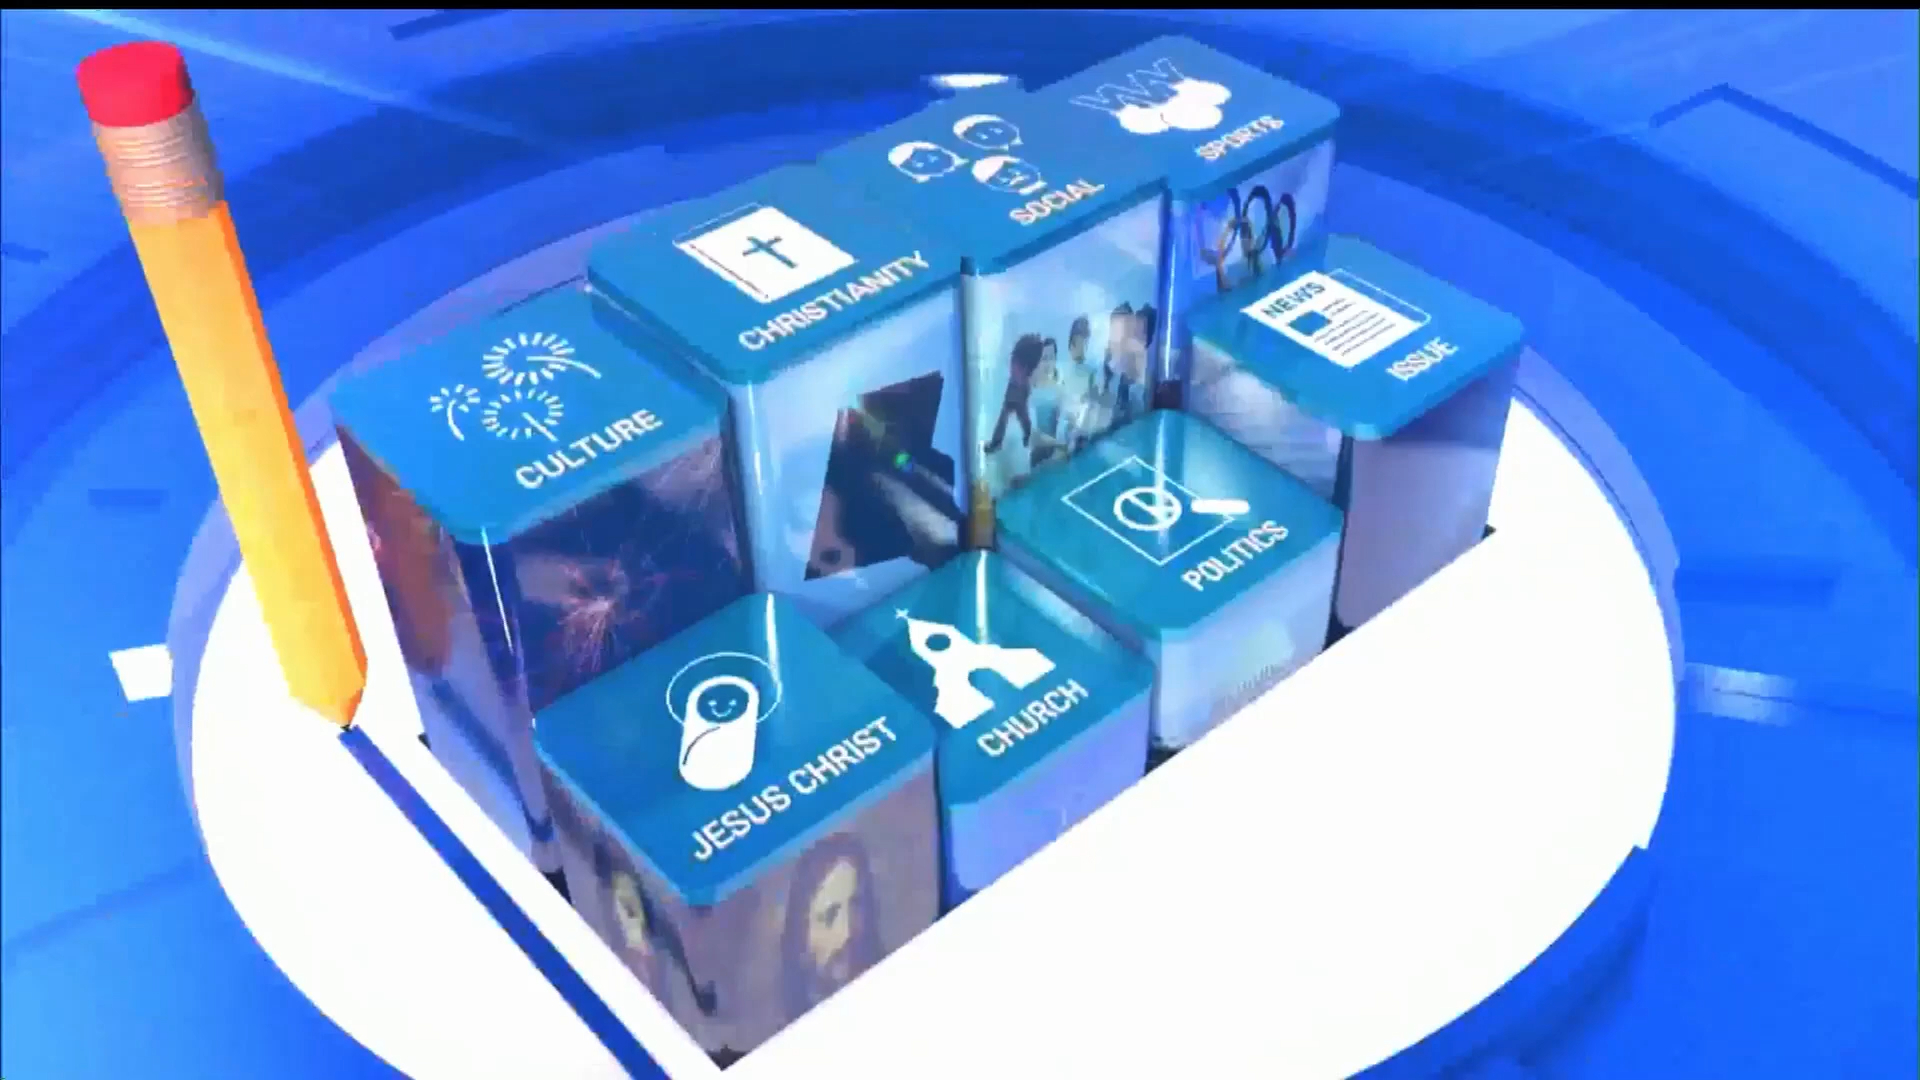 SPORTS
SOCIAL
CHRISTIANITY
NEWS
ISSUE
CULTURE
POLITICS
CHURCH
JESUS CHRIST